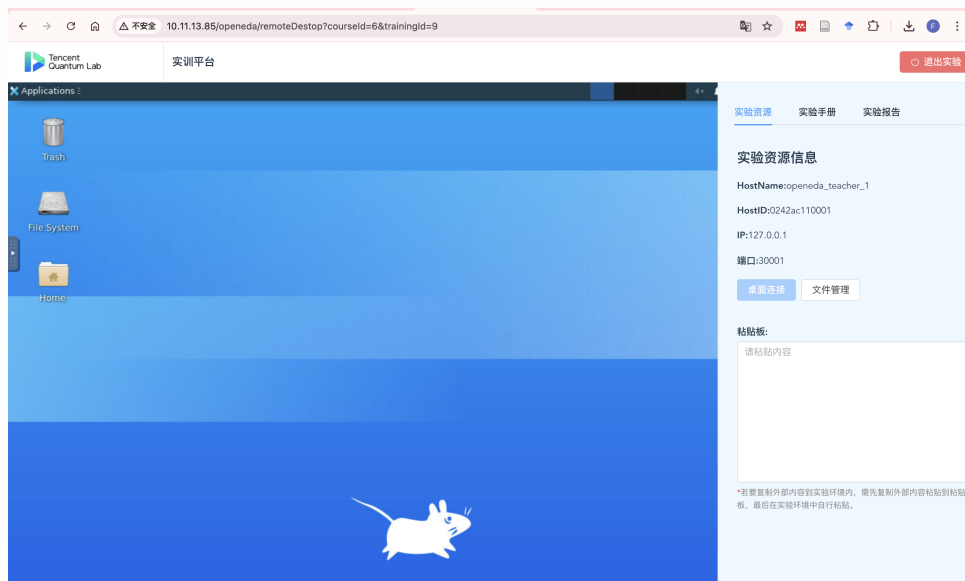 不安全 10.11.13.85/openeda/remoteDestop?courseId=6&trainingId=9
F
Tencent
Quantum Lab
实训平台
退出实验
Applications
实验资源 实验手册 实验报告
Trash
实验资源信息
HostName:openeda_teacher_1
HostID:0242ac110001
File System
IP:127.0.0.1
端口:30001
桌面连接 文件管理
Home
粘贴板:
请粘贴内容
*若要复制外部内容到实验环境内，需先复制外部内容粘贴到粘贴
板，最后在实验环境中自行粘贴。